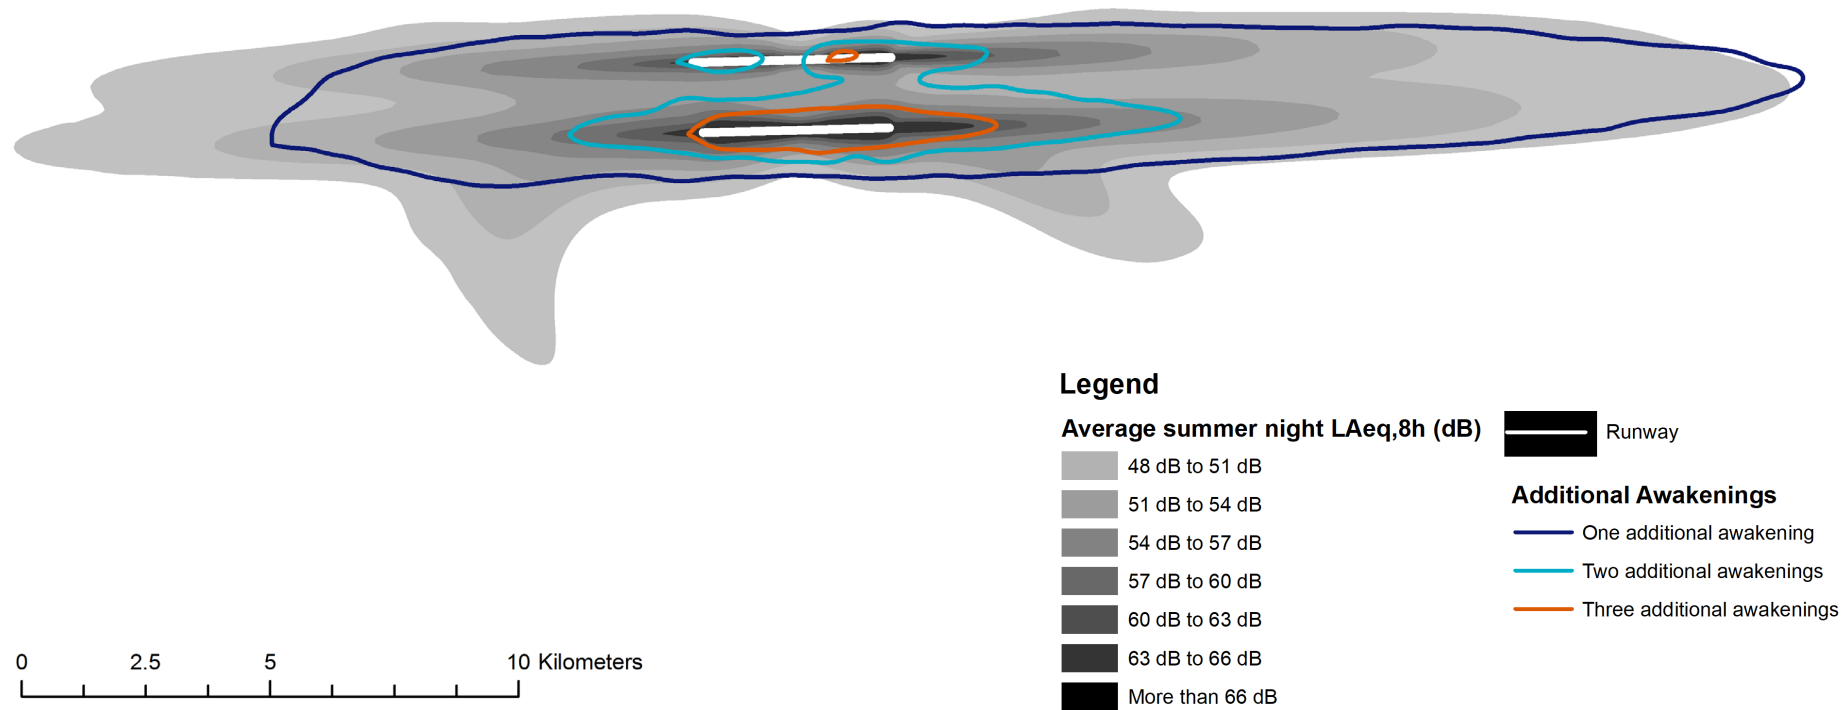 Legend
Average summer night LAeq,8h (dB)
48 dB to 51 dB
51 dB to 54 dB
54 dB to 57 dB
57 dB to 60 dB
60 dB to 63 dB
63 dB to 66 dB
More than 66 dB
Runway
Additional Awakenings
One additional awakening
Two additional awakenings
Three additional awakenings
0 2.5 5 10 Kilometers